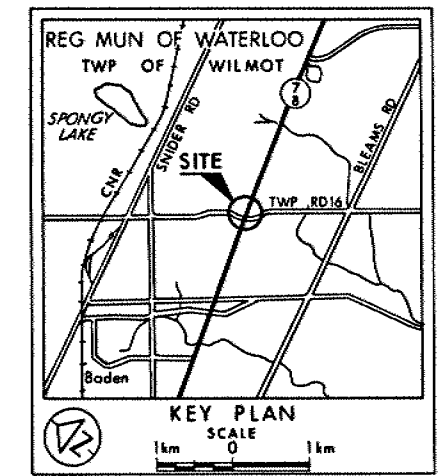 REG MUN OF WATERLOO
TWP OF WILMOT
SPONGY
LAKE
CNR
SNIDER RD
7
8
BLEAMS RD
SITE
TWP RD16
Baden
KEY PLAN
SCALE
1km 0 1km